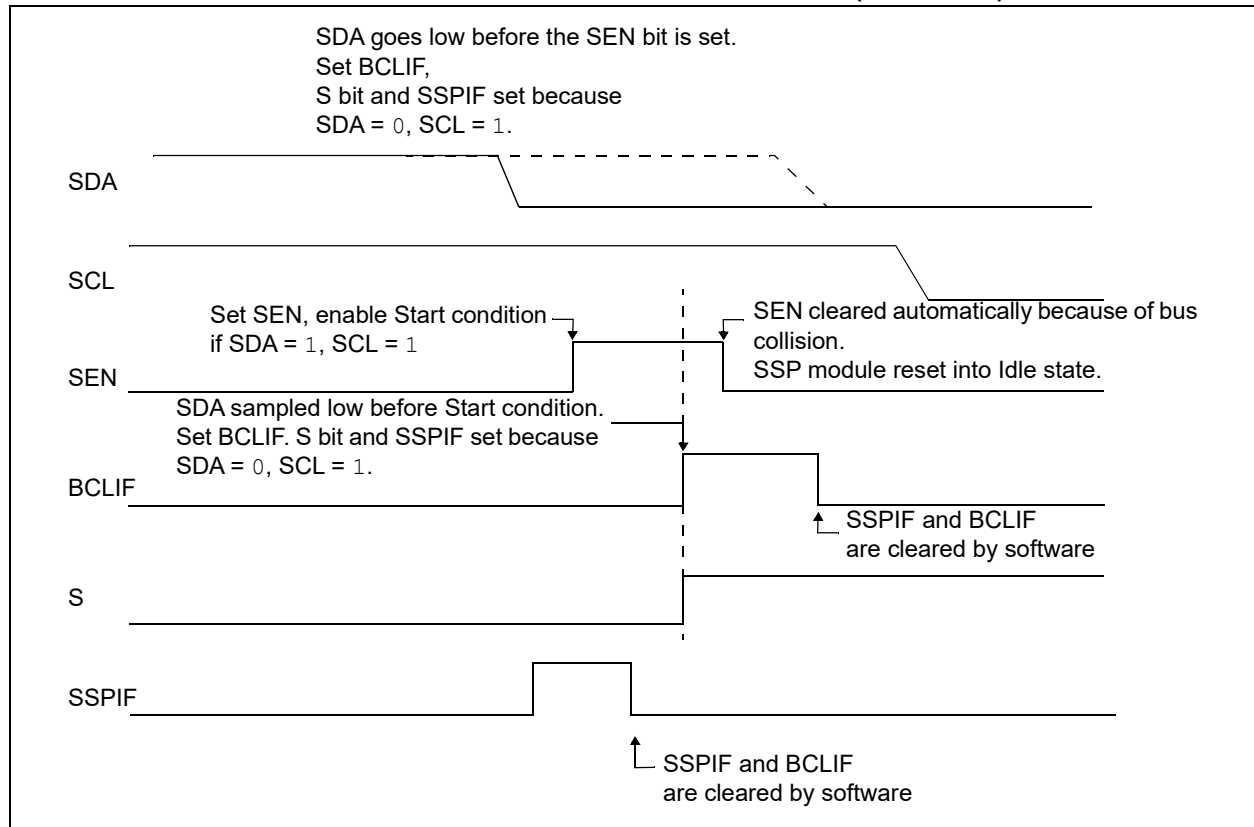 SDA goes low before the SEN bit is set.
Set BCLIF,
S bit and SSPIF set because
SDA = 0, SCL = 1.
SDA
SCL
Set SEN, enable Start condition
if SDA = 1, SCL = 1
SEN cleared automatically because of bus
collision.
SSP module reset into Idle state.
SEN
SDA sampled low before Start condition.
Set BCLIF. S bit and SSPIF set because
SDA = 0, SCL = 1.
BCLIF
SSPIF and BCLIF
are cleared by software
S
SSPIF
SSPIF and BCLIF
are cleared by software